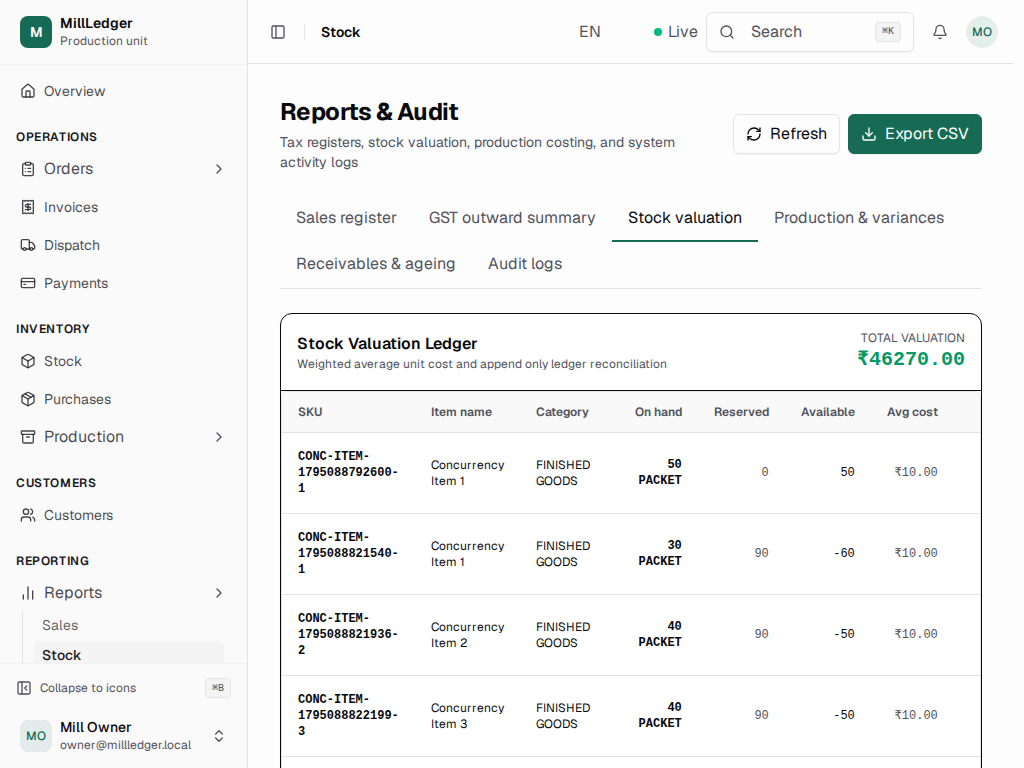 M
MillLedger
Production unit
Overview
OPERATIONS
Orders
Invoices
Dispatch
Payments
INVENTORY
Stock
Purchases
Production
CUSTOMERS
Customers
REPORTING
Reports
Sales
Stock
Collapse to icons
⌘B
MO
Mill Owner
owner@millledger.local
Stock
EN
Live
Search
⌘K
MO
Reports & Audit
Tax registers, stock valuation, production costing, and system
activity logs
Refresh
Export CSV
Sales register
GST outward summary
Stock valuation
Production & variances
Receivables & ageing
Audit logs
Stock Valuation Ledger
Weighted average unit cost and append only ledger reconciliation
TOTAL VALUATION
₹46270.00
SKU Item name Category On hand Reserved Available Avg cost
CONC-ITEM-
1795088792600-
1
Concurrency
Item 1
FINISHED
GOODS
50
PACKET
0
50
₹10.00
CONC-ITEM-
1795088821540-
1
Concurrency
Item 1
FINISHED
GOODS
30
PACKET
90
-60
₹10.00
CONC-ITEM-
1795088821936-
2
Concurrency
Item 2
FINISHED
GOODS
40
PACKET
90
-50
₹10.00
CONC-ITEM-
1795088822199-
3
Concurrency
Item 3
FINISHED
GOODS
40
PACKET
90
-50
₹10.00